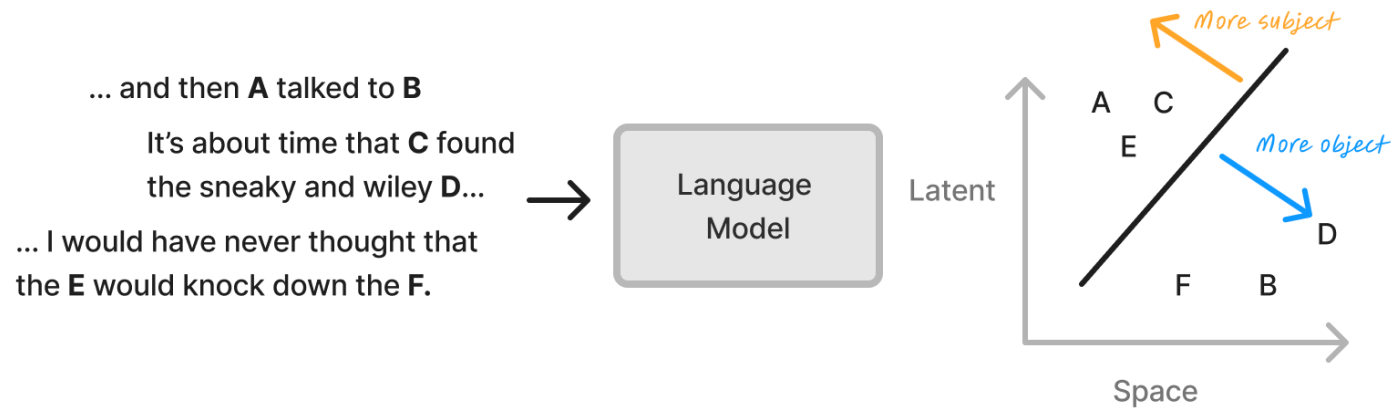 ... and then A talked to B
It's about time that C found
the sneaky and wiley D...
... I would have never thought that
the E would knock down the F.
Language
Model
Latent
Space
More subject
More object
A C
E
D
F B